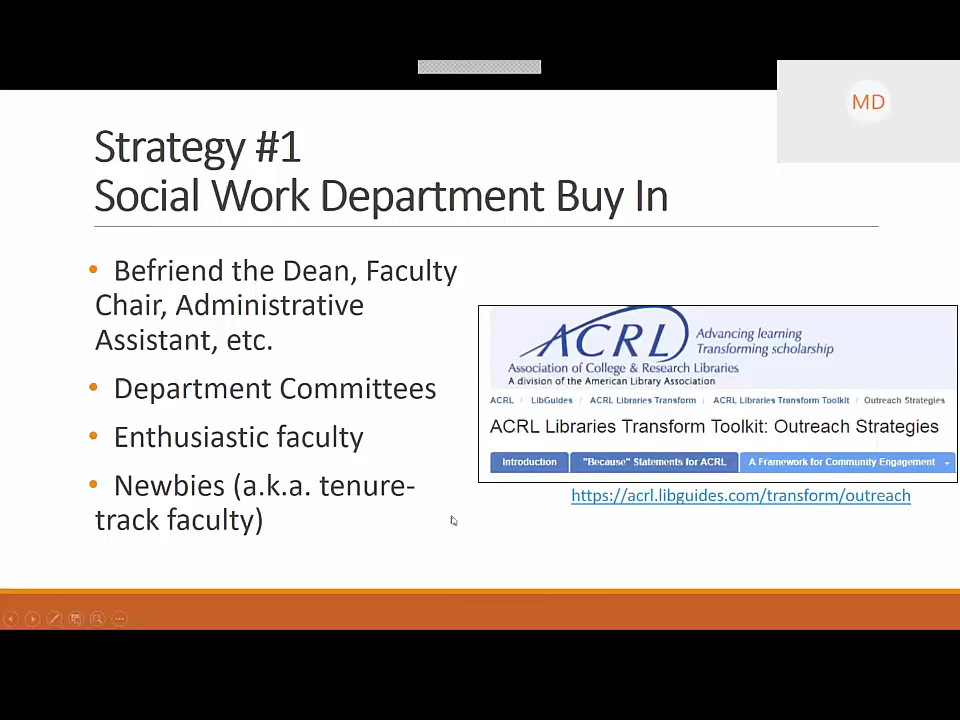 MD
Strategy #1
Social Work Department Buy In
• Befriend the Dean, Faculty
Chair, Administrative
Assistant, etc.
• Department Committees
• Enthusiastic faculty
• Newbies (a.k.a. tenure-
track faculty)
ACRL
Advancing learning
Transforming scholarship
Association of College & Research Libraries
A division of the American Library Association
ACRL / LibGuides / ACRL Libraries Transform / ACRL Libraries Transform Toolkit / Outreach Strategies
ACRL Libraries Transform Toolkit: Outreach Strategies
Introduction "Because" Statements for ACRL A Framework for Community Engagement
https://acrl.libguides.com/transform/outreach